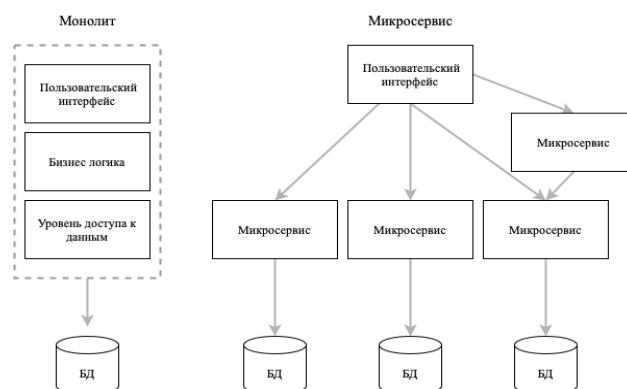 Монолит
Пользовательский
интерфейс
Бизнес логика
Уровень доступа к
данным
БД
Микросервис
Пользовательский
интерфейс
Микросервис
Микросервис
Микросервис
Микросервис
БД
БД
БД